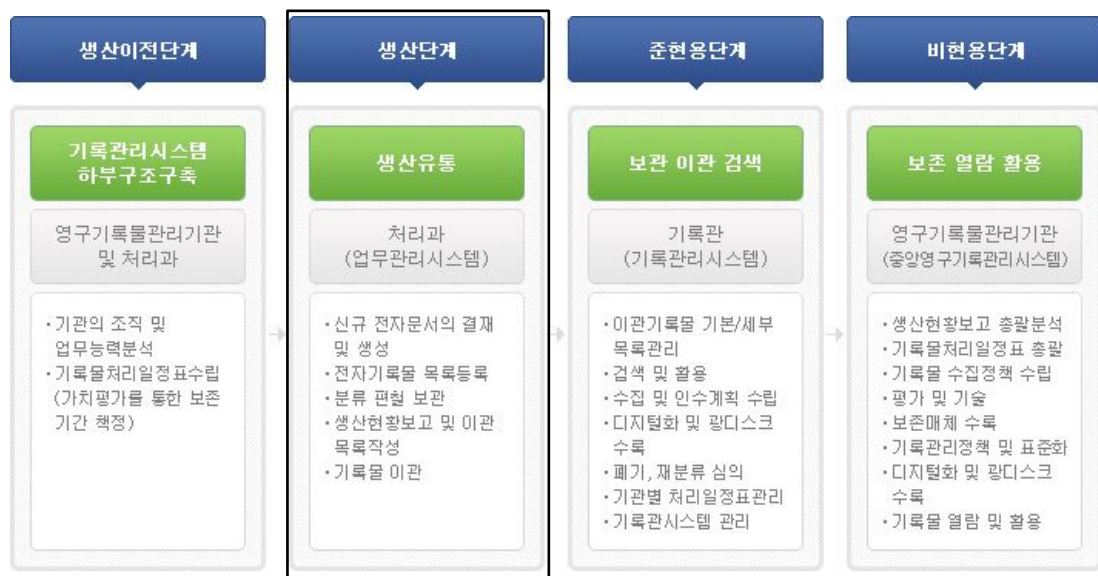 생산이전단계
기록관리시스템
하부구조구축
영구기록물관리기관
및 처리과
·기관의 조직 및
업무능력분석
·기록물처리일정표수립
(가치평가를 통한 보존
기간 책정)
생산단계
생산유통
처리과
(업무관리시스템)
·신규 전자문서의 결재
및 생성
·전자기록물 목록등록
·분류 편철 보관
·생산현황보고 및 이관
목록작성
·기록물 이관
준현용단계
보관 이관 검색
기록관
(기록관리시스템)
·이관기록물 기본/세부
목록관리
·검색 및 활용
·수집 및 인수계획 수립
·디지털화 및 광디스크
수록
·폐기, 재분류 심의
·기관별 처리일정표관리
·기록관시스템 관리
비현용단계
보존 열람 활용
영구기록물관리기관
(중앙영구기록관리시스템)
·생산현황보고 총괄분석
·기록물처리일정표 총괄
·기록물 수집정책 수립
·평가 및 기술
·보존매체 수록
·기록관리정책 및 표준화
·디지털화 및 광디스크
수록
·기록물 열람 및 활용